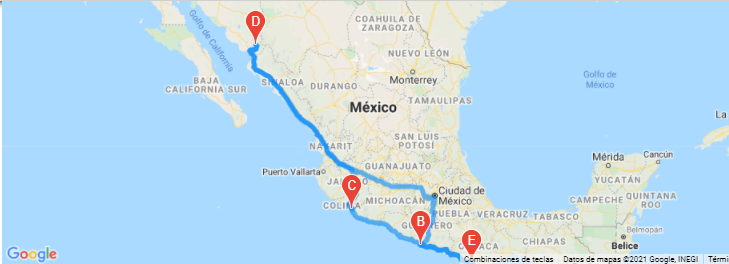 D
Golfo de California
COAHUILA DE ZARAGOZA
NUEVO LEÓN
BAJA CALIFORNIA SUR
SINALOA
DURANGO
Monterrey
Golfo de México
México
TAMAULIPAS
SAN LUIS POTOSÍ
La
NAYARIT
Puerto Vallarta
GUANAJUATO
Mérida
Cancún
JALISCO
C
COLIMA
MICHOACÁN
Ciudad de México
YUCATÁN
CAMPECHE
QUINTAN
B
GUERRERO
PUEBLA
VERACRUZ
TABASCO
E
OAXACA
CHIAPAS
Belmopan
Belice
Google
Combinaciones de teclas
Datos de mapas ©2021 Google, INEGI
Térmi